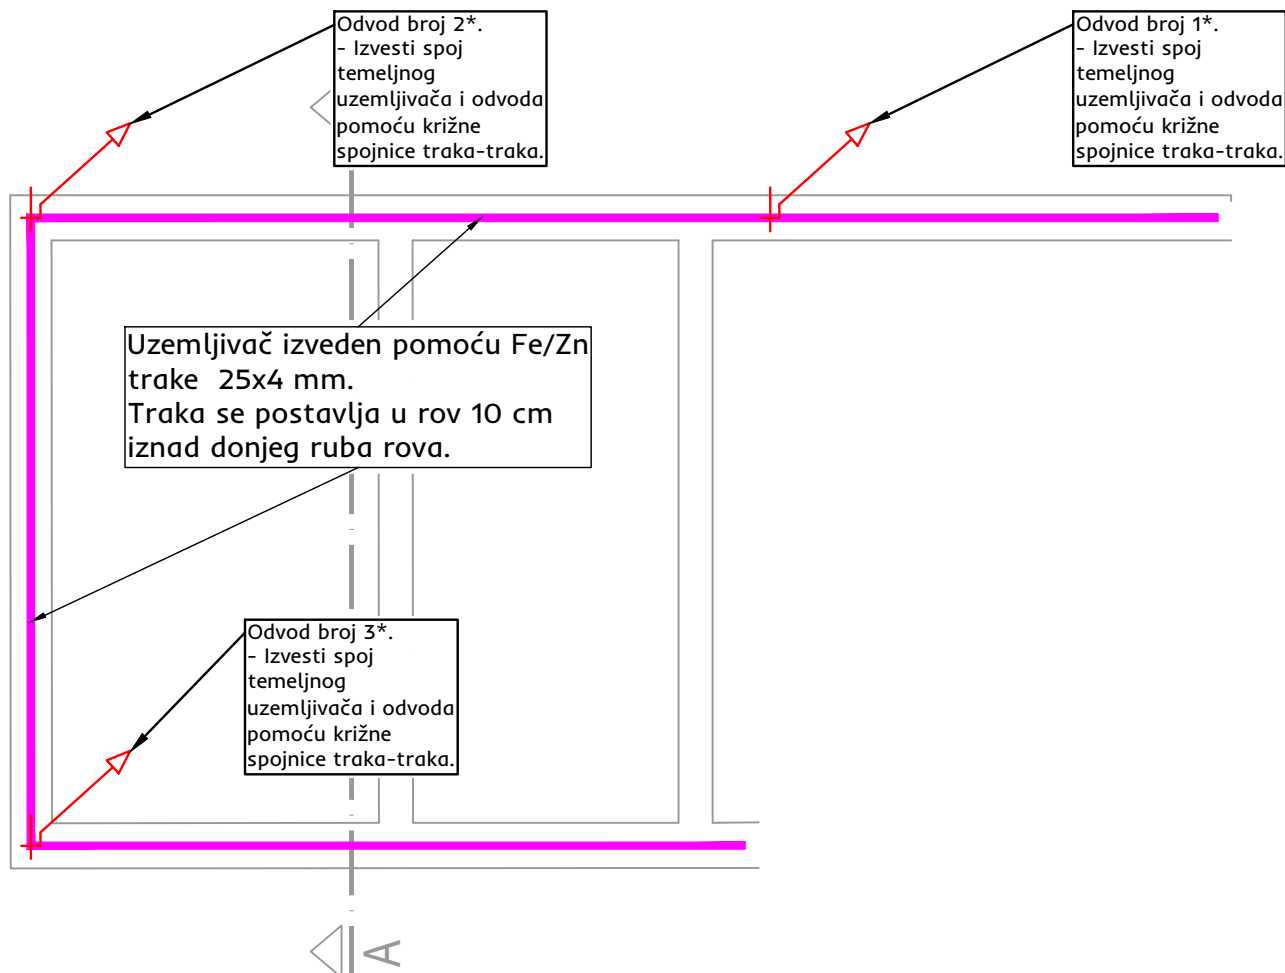 Odvod broj 2*.
- Izvesti spoj
temeljnog
uzemljivača i odvoda
pomoću križne
spojnice traka-traka.
Odvod broj 1*.
- Izvesti spoj
temeljnog
uzemljivača i odvoda
pomoću križne
spojnice traka-traka.
Uzemljivač izveden pomoću Fe/Zn
trake  25x4 mm.
Traka se postavlja u rov 10 cm
iznad donjeg ruba rova.
Odvod broj 3*.
- Izvesti spoj
temeljnog
uzemljivača i odvoda
pomoću križne
spojnice traka-traka.
A